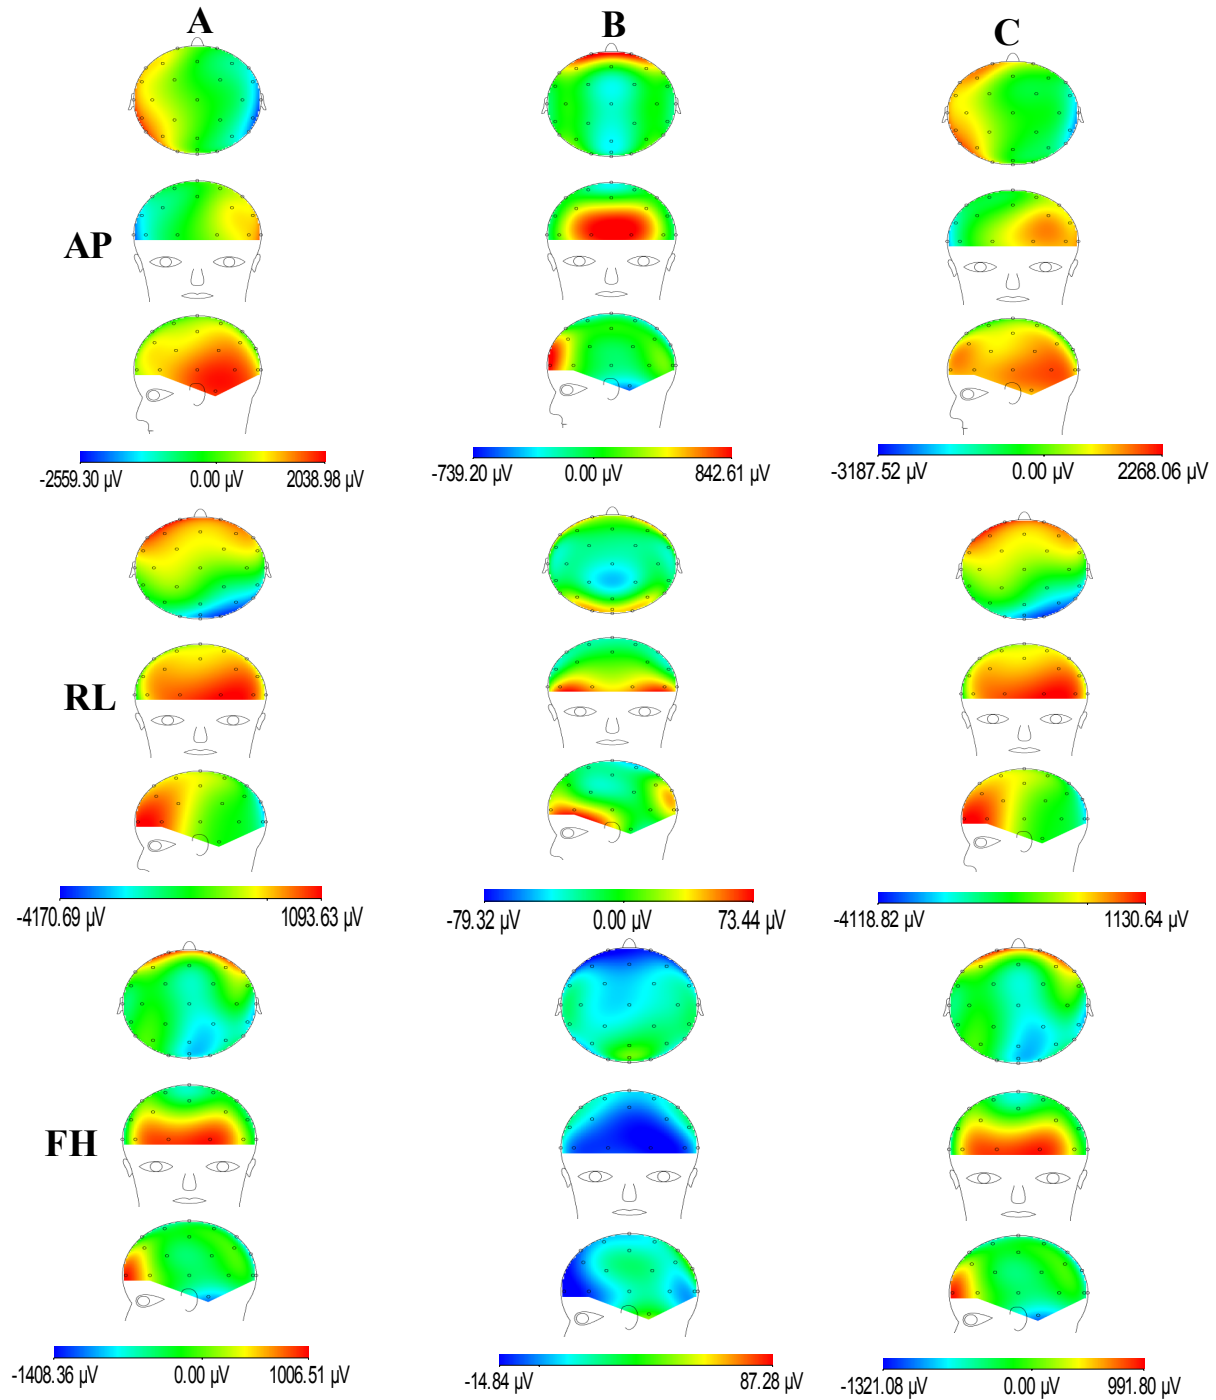 A B C
AP
-2559.30 µV 0.00 µV 2038.98 µV
-739.20 µV 0.00 µV 842.61 µV
-3187.52 µV 0.00 µV 2268.06 µV
RL
-4170.69 µV 1093.63 µV
-79.32 µV 0.00 µV 73.44 µV
-4118.82 µV 1130.64 µV
FH
-1408.36 µV 0.00 µV 1006.51 µV
-14.84 µV 87.28 µV
-1321.08 µV 0.00 µV 991.80 µV